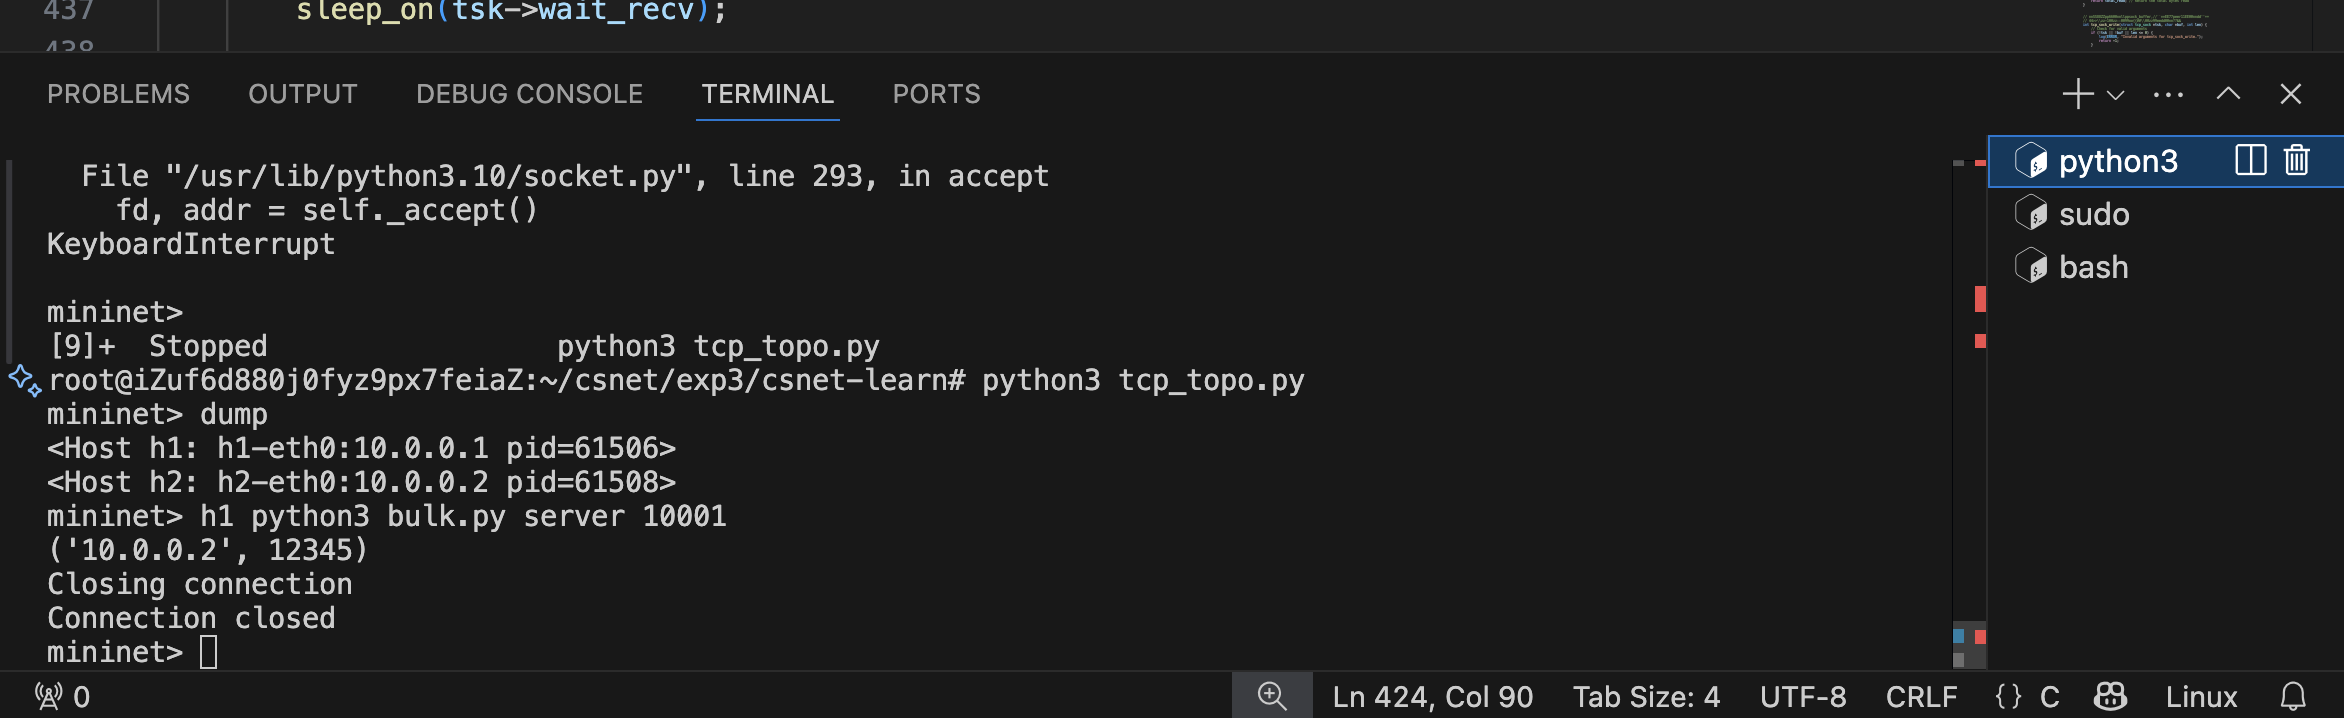 437 sleep_on(tsk->wait_recv);
438
PROBLEMS OUTPUT DEBUG CONSOLE TERMINAL PORTS
File "/usr/lib/python3.10/socket.py", line 293, in accept
fd, addr = self._accept()
KeyboardInterrupt
mininet>
[9]+  Stopped                 python3 tcp_topo.py
root@iZuf6d880j0fyz9px7feiaZ:~/csnet/exp3/csnet-learn# python3 tcp_topo.py
mininet> dump
<Host h1: h1-eth0:10.0.0.1 pid=61506>
<Host h2: h2-eth0:10.0.0.2 pid=61508>
mininet> h1 python3 bulk.py server 10001
('10.0.0.2', 12345)
Closing connection
Connection closed
mininet>
python3
sudo
bash
0 Ln 424, Col 90 Tab Size: 4 UTF-8 CRLF {} C Linux